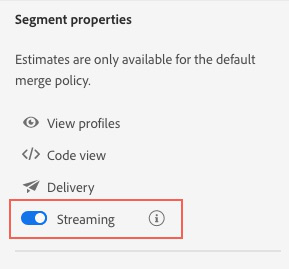 Segment properties
Estimates are only available for the default
merge policy.
View profiles
Code view
Delivery
Streaming